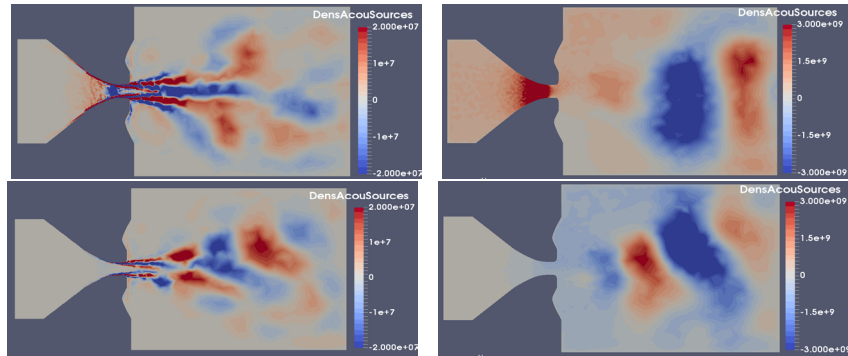 DensAcouSources
2.000e+07
1e+7
0
-1e+7
-2.000e+07
DensAcouSources
3.000e+09
1.5e+9
0
-1.5e+9
-3.000e+09
DensAcouSources
2.000e+07
1e+7
0
-1e+7
-2.000e+07
DensAcouSources
3.000e+09
1.5e+9
0
-1.5e+9
-3.000e+09